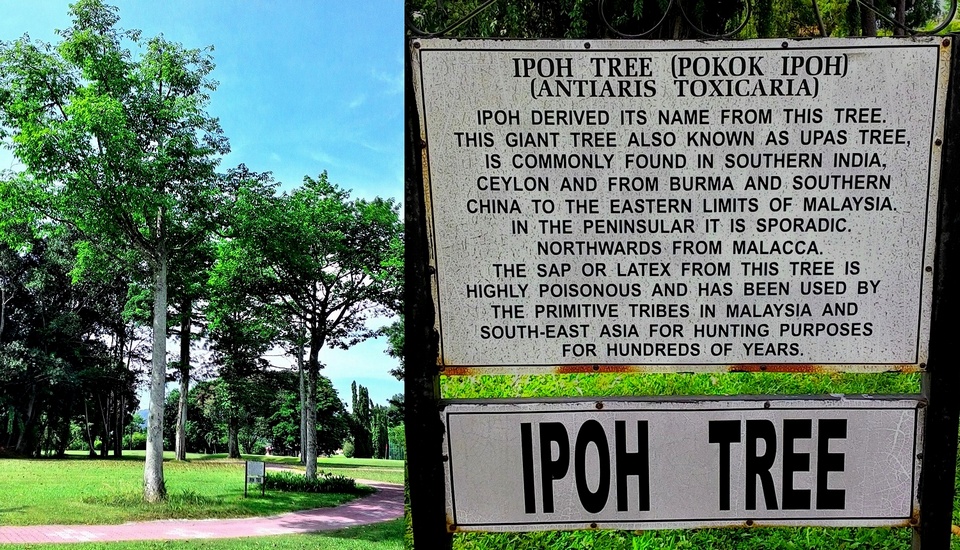 IPOH TREE (POKOK IPOH)
(ANTIARIS TOXICARIA)
IPOH DERIVED ITS NAME FROM THIS TREE.
THIS GIANT TREE ALSO KNOWN AS UPAS TREE,
IS COMMONLY FOUND IN SOUTHERN INDIA,
CEYLON AND FROM BURMA AND SOUTHERN
CHINA TO THE EASTERN LIMITS OF MALAYSIA.
IN THE PENINSULAR IT IS SPORADIC.
NORTHWARDS FROM MALACCA.
THE SAP OR LATEX FROM THIS TREE IS
HIGHLY POISONOUS AND HAS BEEN USED BY
THE PRIMITIVE TRIBES IN MALAYSIA AND
SOUTH-EAST ASIA FOR HUNTING PURPOSES
FOR HUNDREDS OF YEARS.
IPOH TREE